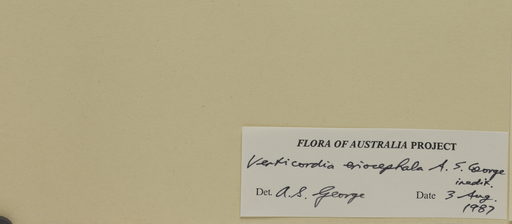 FLORA OF AUSTRALIA PROJECT
Verticordia eriocephala A. S. George
inedit.
Det. A.S. George Date 3 Aug.
1987